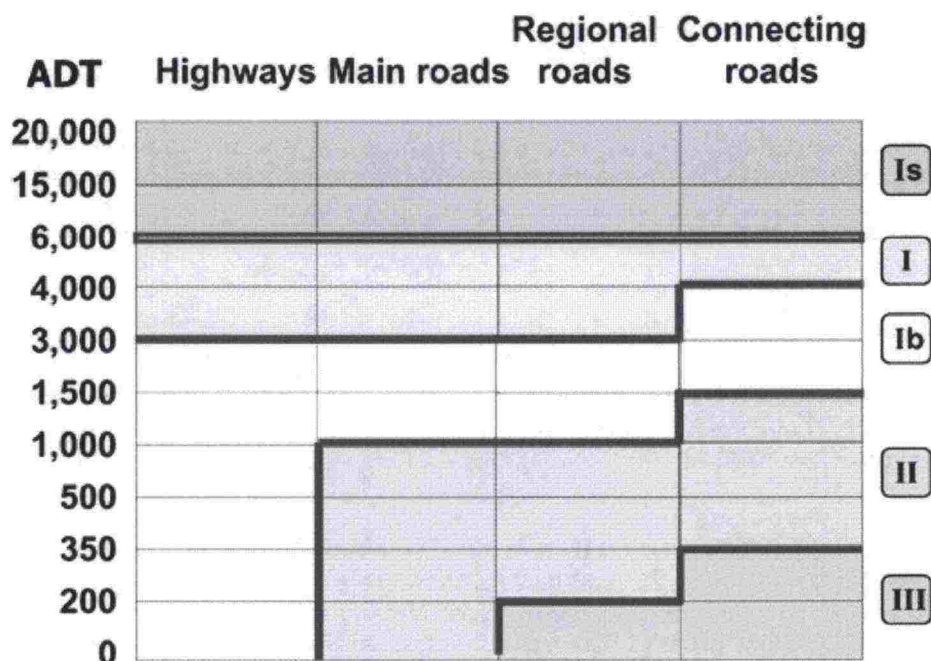 Regional Connecting
ADT Highways Main roads roads roads
20,000
Is
15,000
6,000
I
4,000
Ib
3,000
1,500
1,000
II
500
350
III
200
0